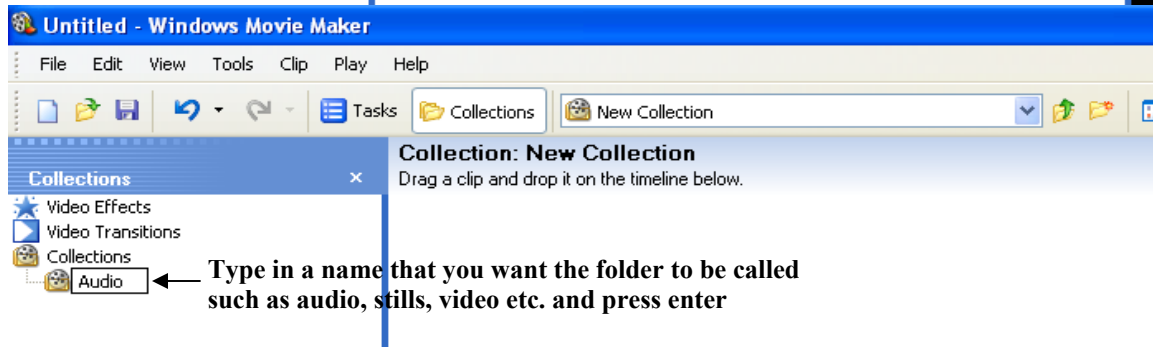 Untitled - Windows Movie Maker
File Edit View Tools Clip Play Help
Tasks Collections New Collection
Collections ×
Collection: New Collection
Drag a clip and drop it on the timeline below.
Video Effects
Video Transitions
Collections
Audio
Type in a name that you want the folder to be called
such as audio, stills, video etc. and press enter